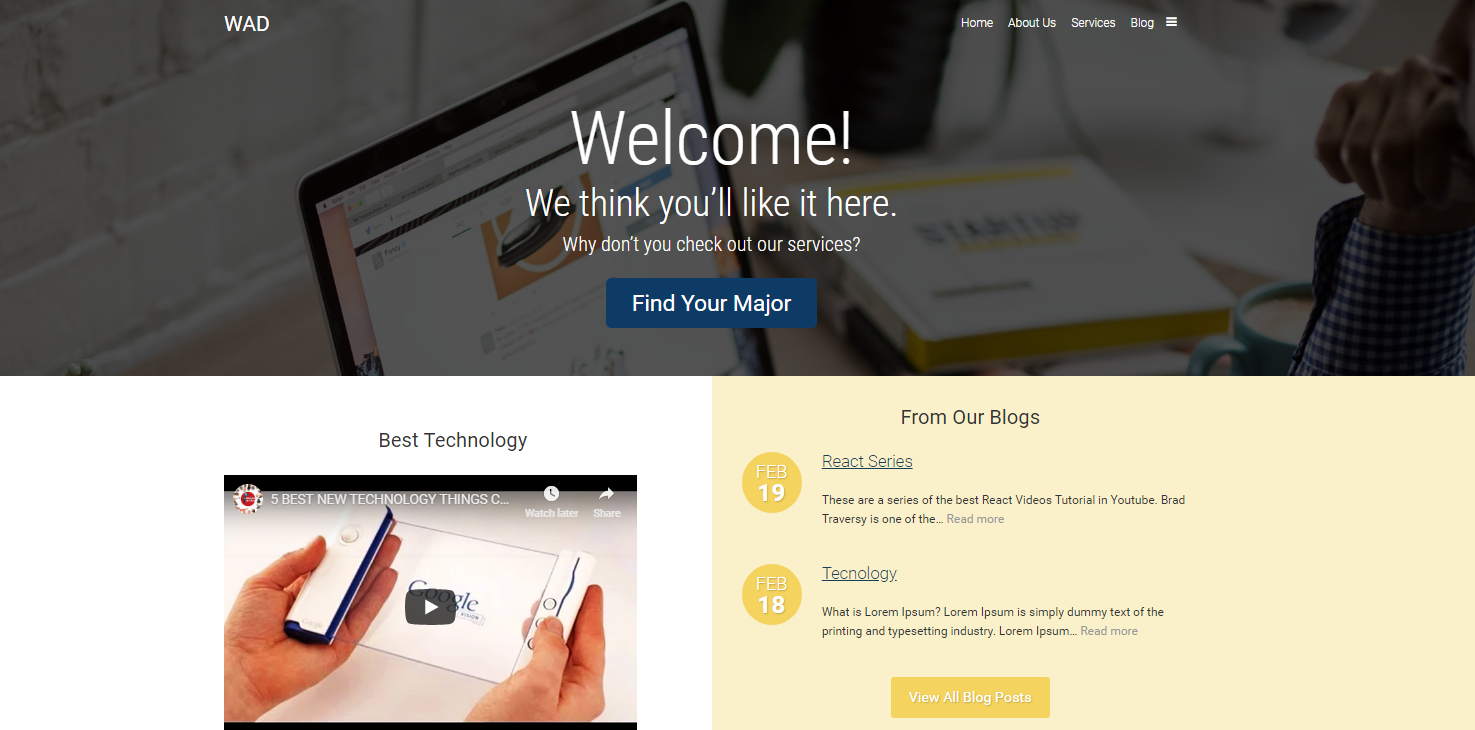 WAD
Home About Us Services Blog
Welcome!
We think you’ll like it here.
Why don’t you check out our services?
Find Your Major
STARTUP
Best Technology
5 BEST NEW TECHNOLOGY THINGS C...
Watch later Share
Google
VISION
Google
From Our Blogs
FEB
19
React Series
These are a series of the best React Videos Tutorial in Youtube. Brad
Traversy is one of the... Read more
FEB
18
Tecnology
What is Lorem Ipsum? Lorem Ipsum is simply dummy text of the
printing and typesetting industry. Lorem Ipsum... Read more
View All Blog Posts